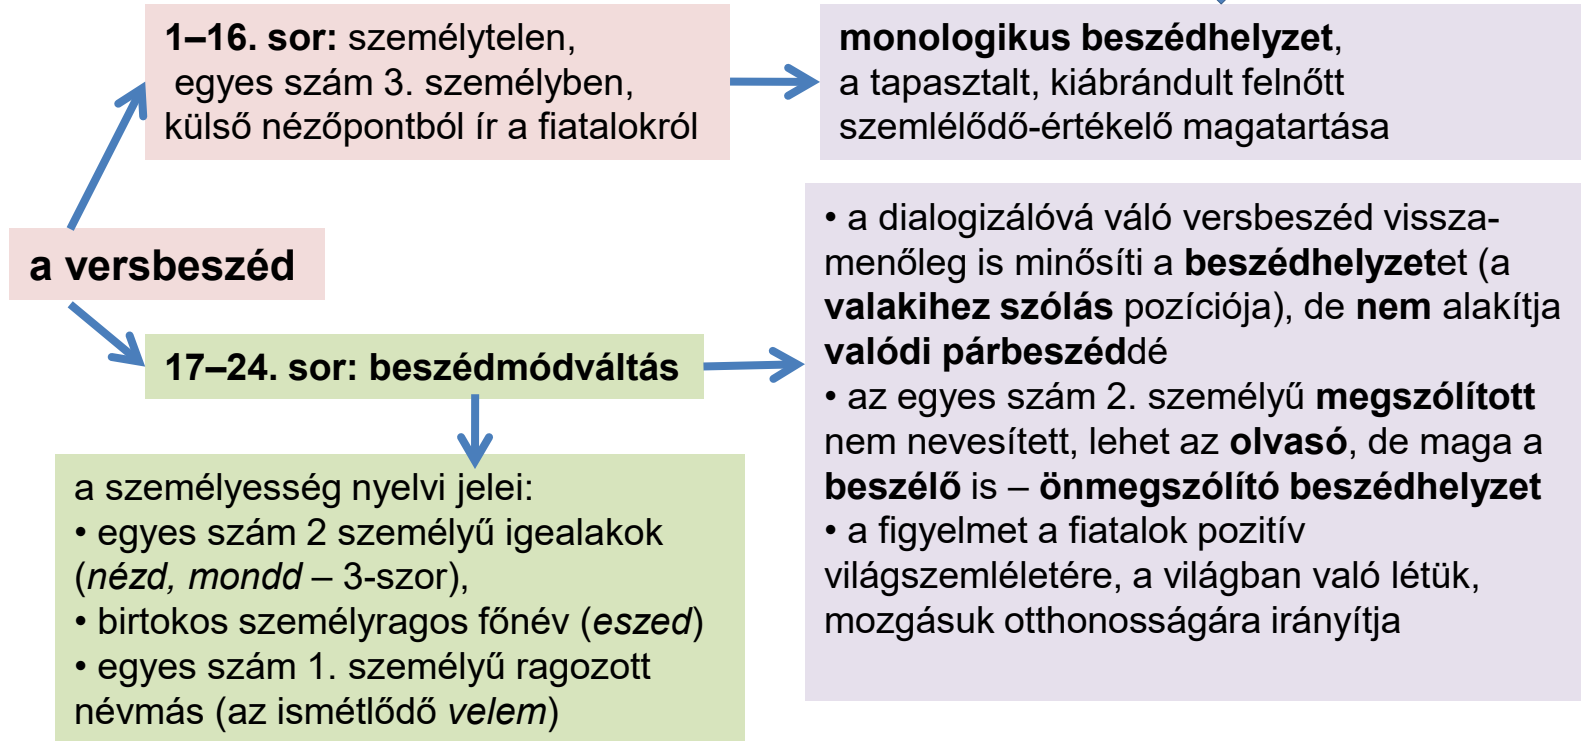 1–16. sor: személytelen,
egyes szám 3. személyben,
külső nézőpontból ír a fiatalokról
monologikus beszédhelyzet,
a tapasztalt, kiábrándult felnőtt
szemlélődő-értékelő magatartása
a versbeszéd
17–24. sor: beszédmódváltás
• a dialogizálóvá váló versbeszéd vissza-
menőleg is minősíti a beszédhelyzetet (a
valakihez szólás pozíciója), de nem alakítja
valódi párbeszéddé
• az egyes szám 2. személyű megszólított
nem nevesített, lehet az olvasó, de maga a
beszélő is – önmegszólító beszédhelyzet
• a figyelmet a fiatalok pozitív
világszemléletére, a világban való létük,
mozgásuk otthonosságára irányítja
a személyesség nyelvi jelei:
• egyes szám 2 személyű igealakok
(nézd, mondd – 3-szor),
• birtokos személyragos főnév (eszed)
• egyes szám 1. személyű ragozott
névmás (az ismétlődő velem)